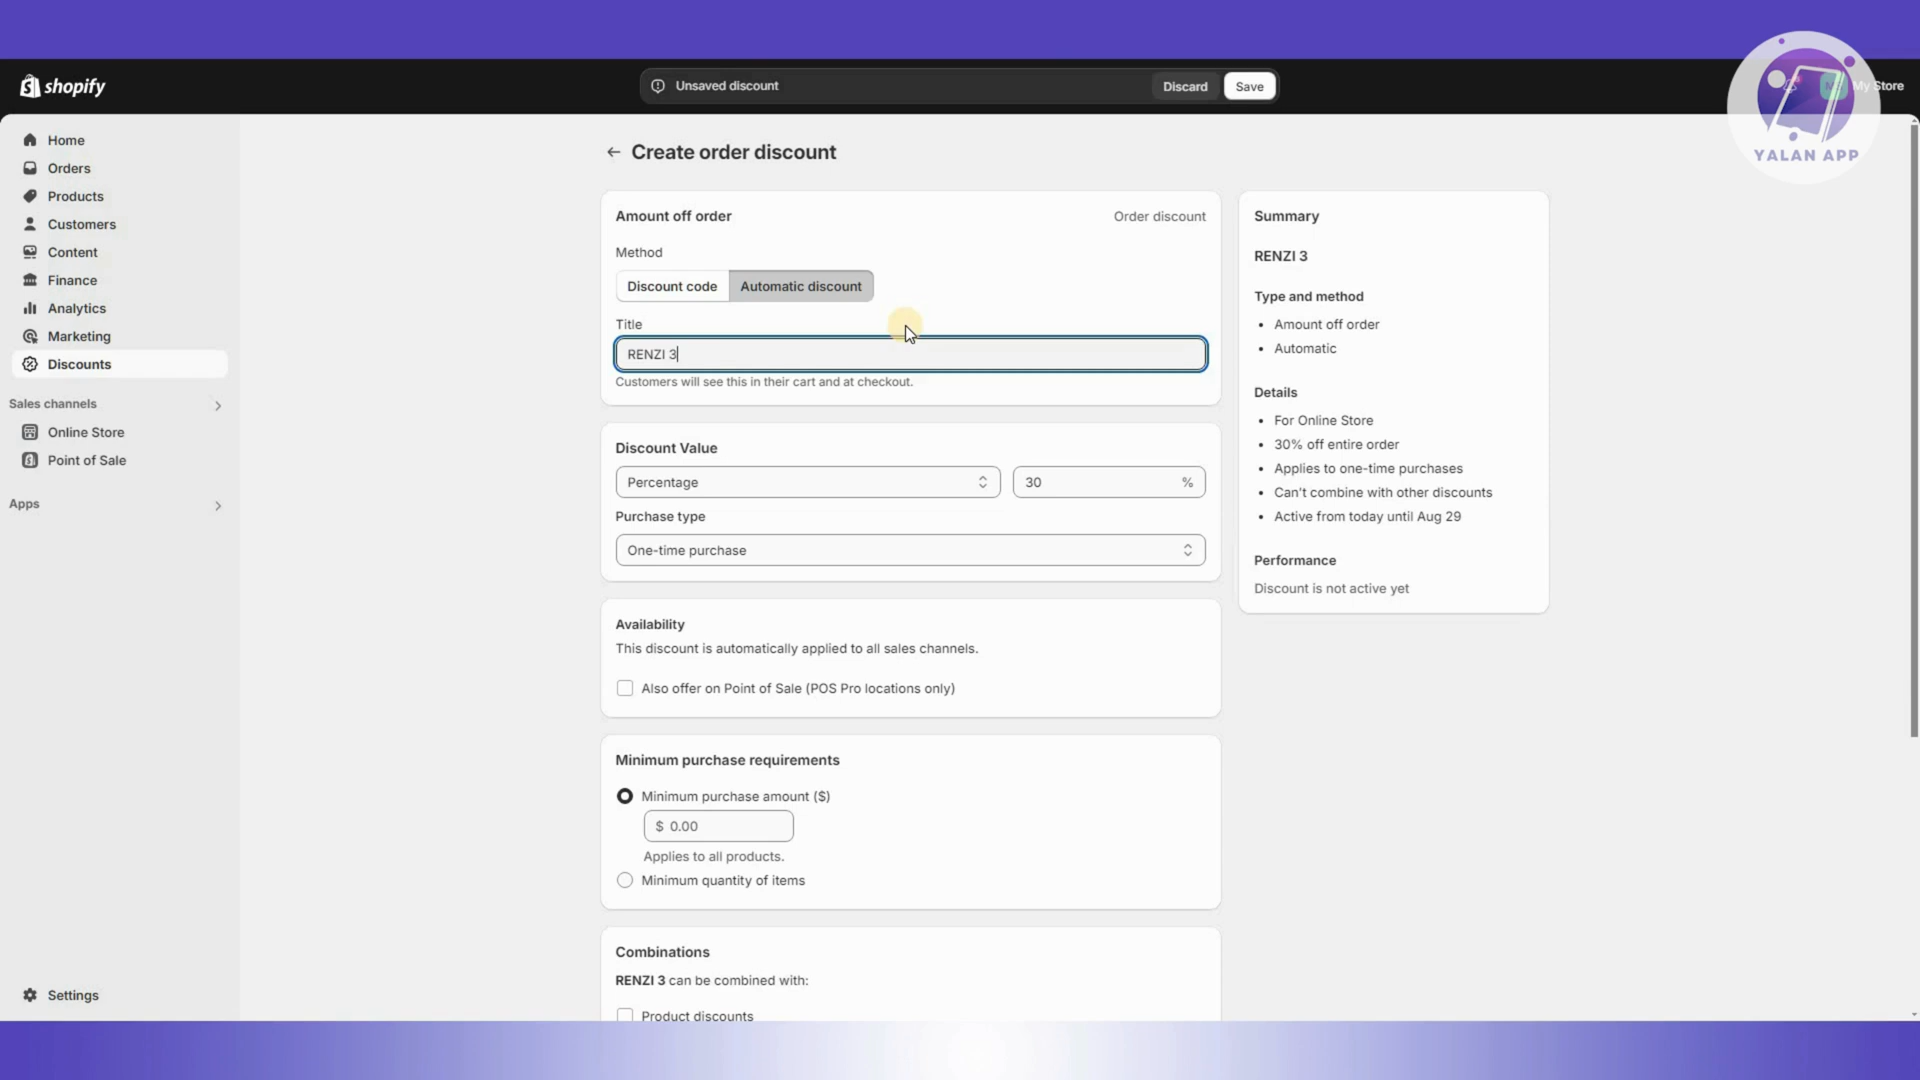 shopify
Unsaved discount
Discard
Save
My Store
YALAN APP
Home
Orders
Products
Customers
Content
Finance
Analytics
Marketing
Discounts
Sales channels
Online Store
Point of Sale
Apps
Settings
Create order discount
Amount off order
Order discount
Method
Discount code
Automatic discount
Title
RENZI 3
Customers will see this in their cart and at checkout.
Discount Value
Percentage
30 %
Purchase type
One-time purchase
Availability
This discount is automatically applied to all sales channels.
Also offer on Point of Sale (POS Pro locations only)
Minimum purchase requirements
Minimum purchase amount ($)
$ 0.00
Applies to all products.
Minimum quantity of items
Combinations
RENZI 3 can be combined with:
Product discounts
Summary
RENZI 3
Type and method
• Amount off order
• Automatic
Details
• For Online Store
• 30% off entire order
• Applies to one-time purchases
• Can't combine with other discounts
• Active from today until Aug 29
Performance
Discount is not active yet